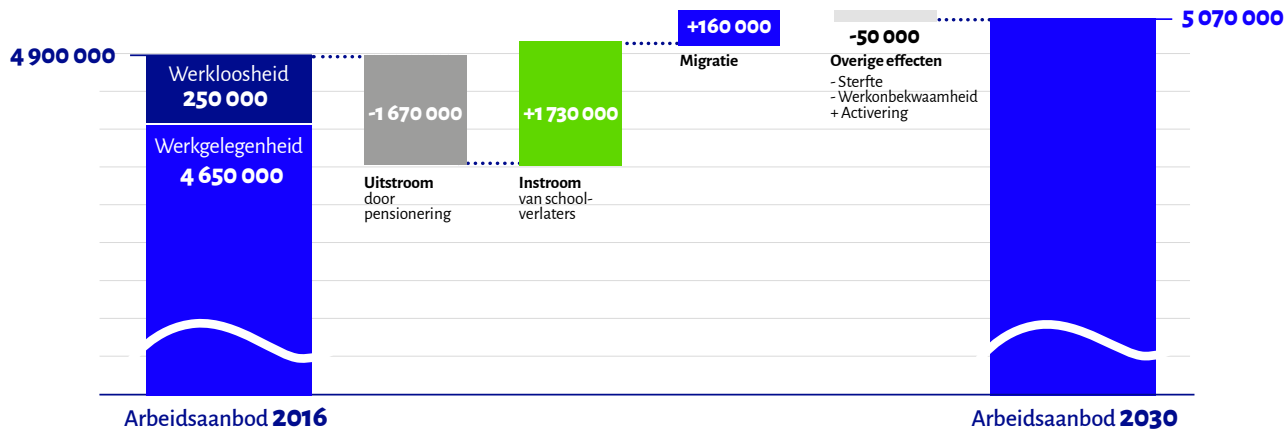 4 900 000
Werkloosheid
250 000
Werkgelegenheid
4 650 000
-1 670 000
Uitstroom
door
pensionering
+1 730 000
Instroom
van school-
verlaters
+160 000
Migratie
-50 000
Overige effecten
- Sterfte
- Werkonbekwaamheid
+ Activering
5 070 000
Arbeidsaanbod 2016
Arbeidsaanbod 2030